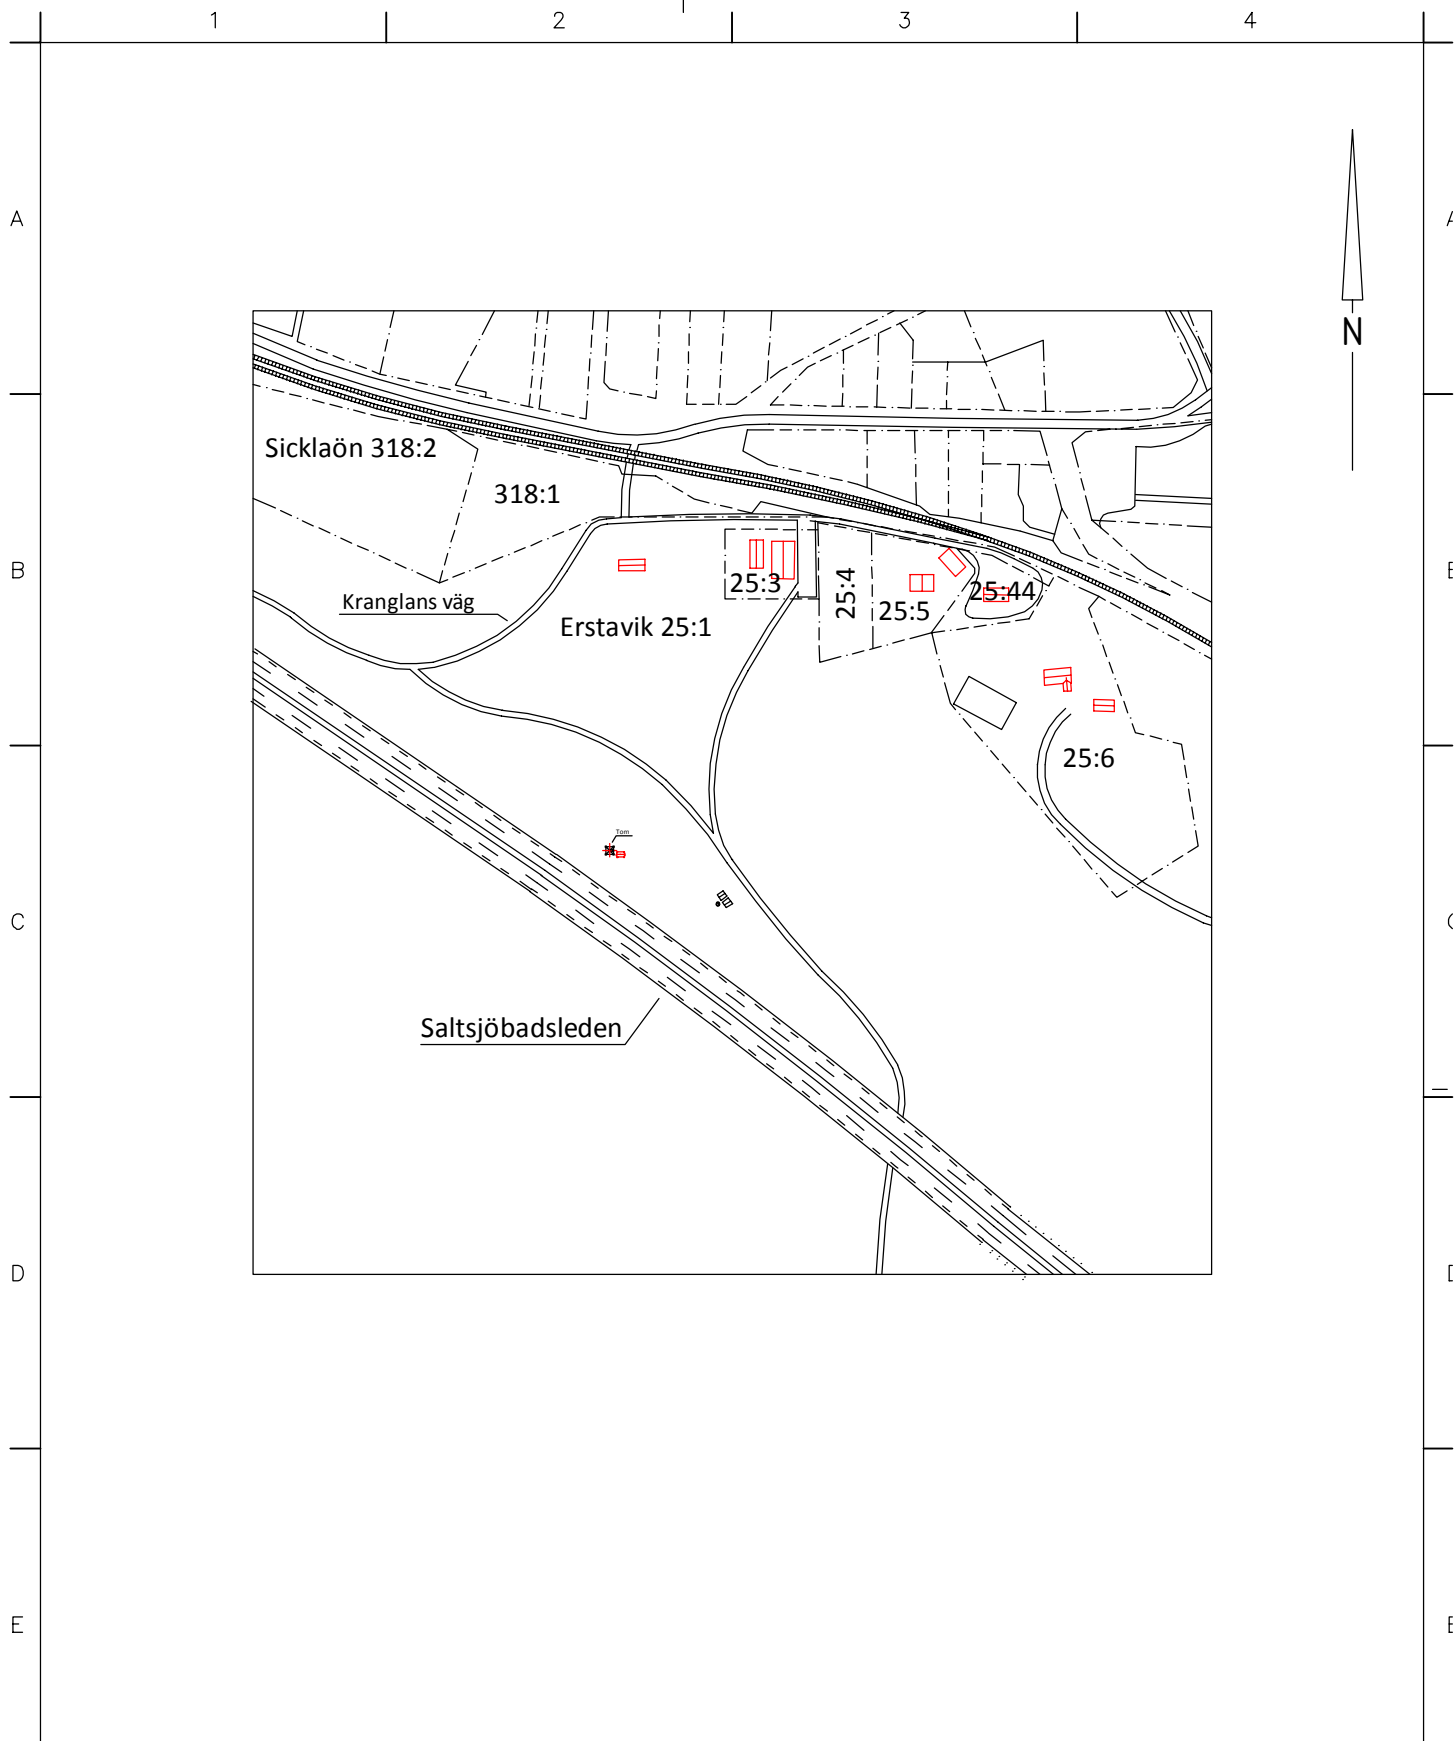 1 2 3 4
A A
N
Sicklaön 318:2
318:1
B B
25:3
25:4
25:5
25:44
Kranglans väg
Erstavik 25:1
25:6
Torn
C C
Saltsjöbadsleden
D D
E E